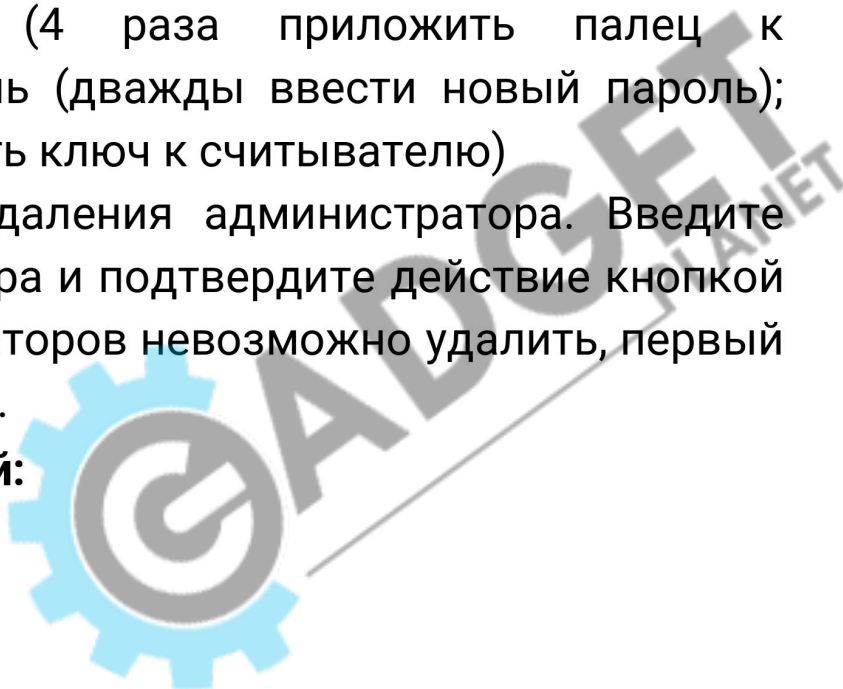 (4 раза приложить палец к
ь (дважды ввести новый пароль);
ь ключ к считывателю)
даления администратора. Введите
ра и подтвердите действие кнопкой
торов невозможно удалить, первый
.
й:
GADGET
PLANET